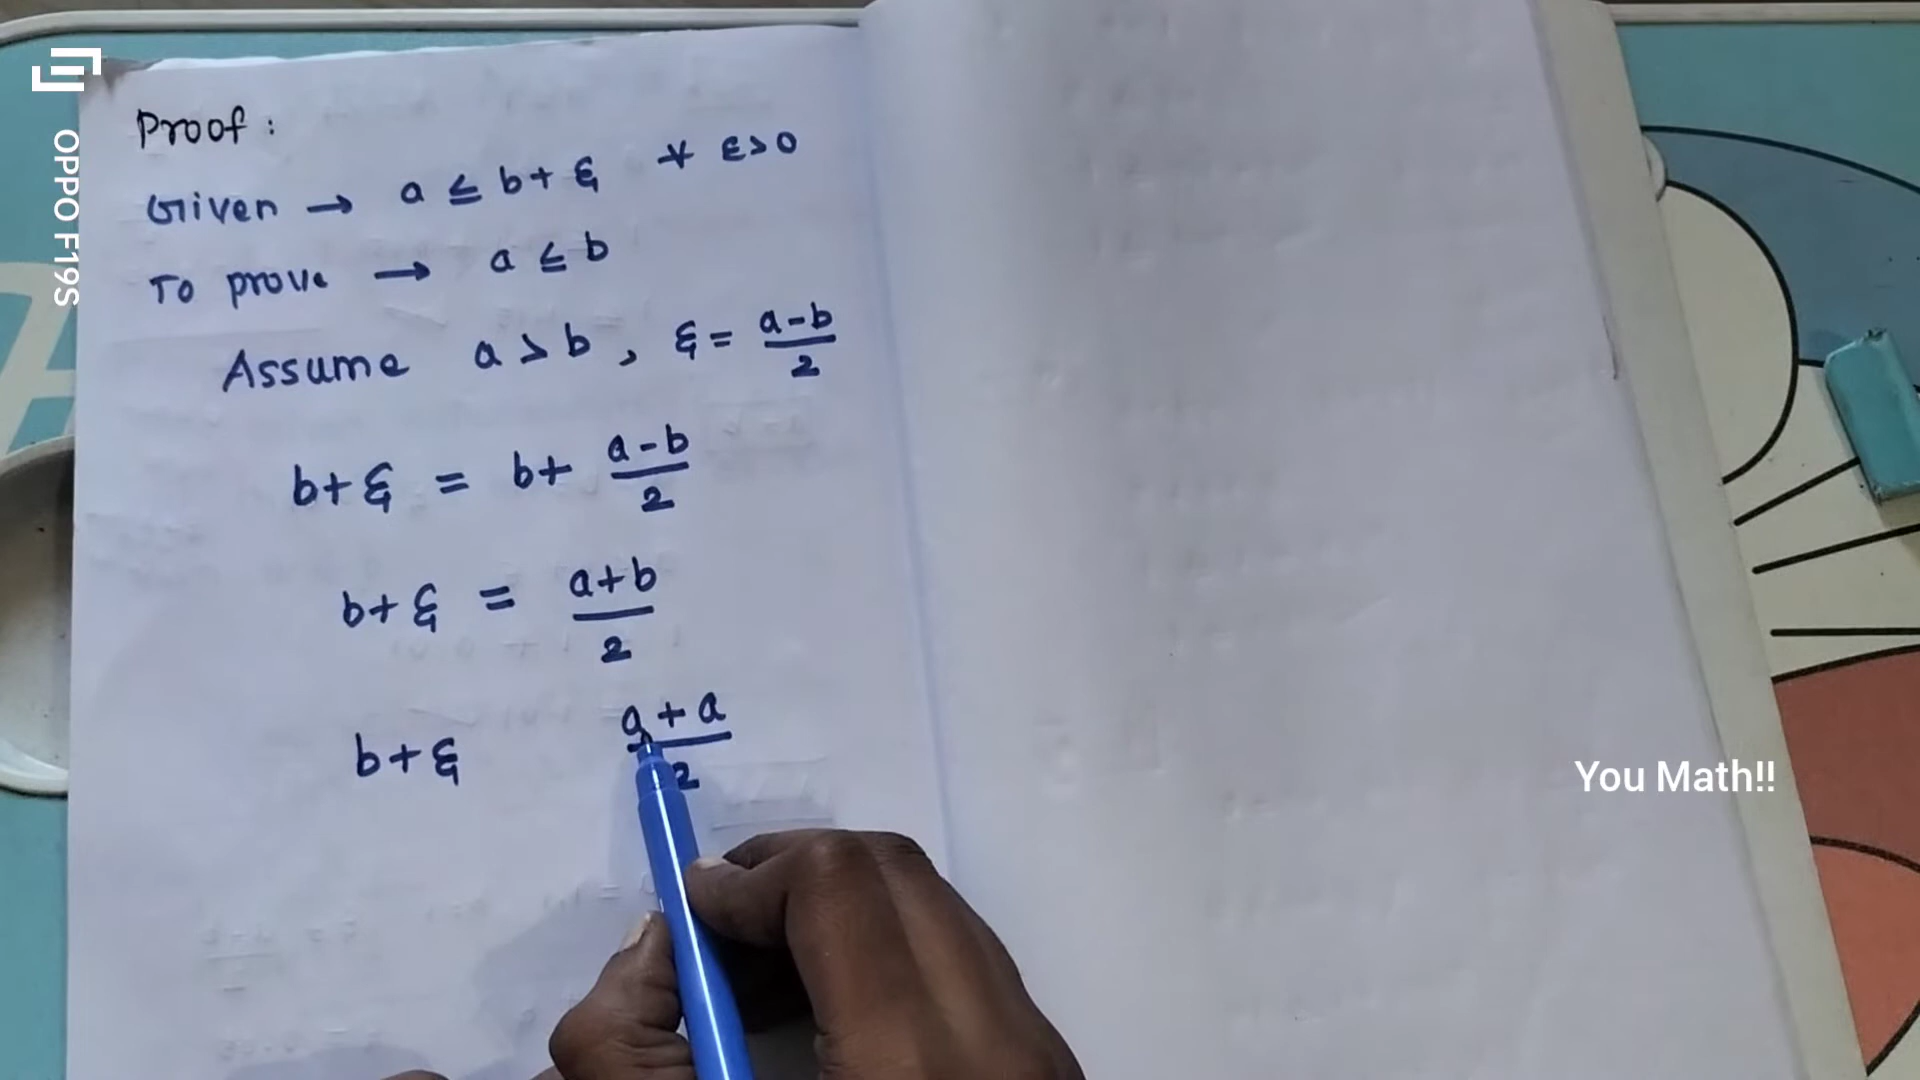 Proof :
Given → a ≤ b + ε ∀ ε > 0
To prove → a ≤ b
Assume a > b , ε = a - b / 2
b + ε = b + a - b / 2
b + ε = a + b / 2
b + ε a + a / 2
OPPO F19S
You Math!!